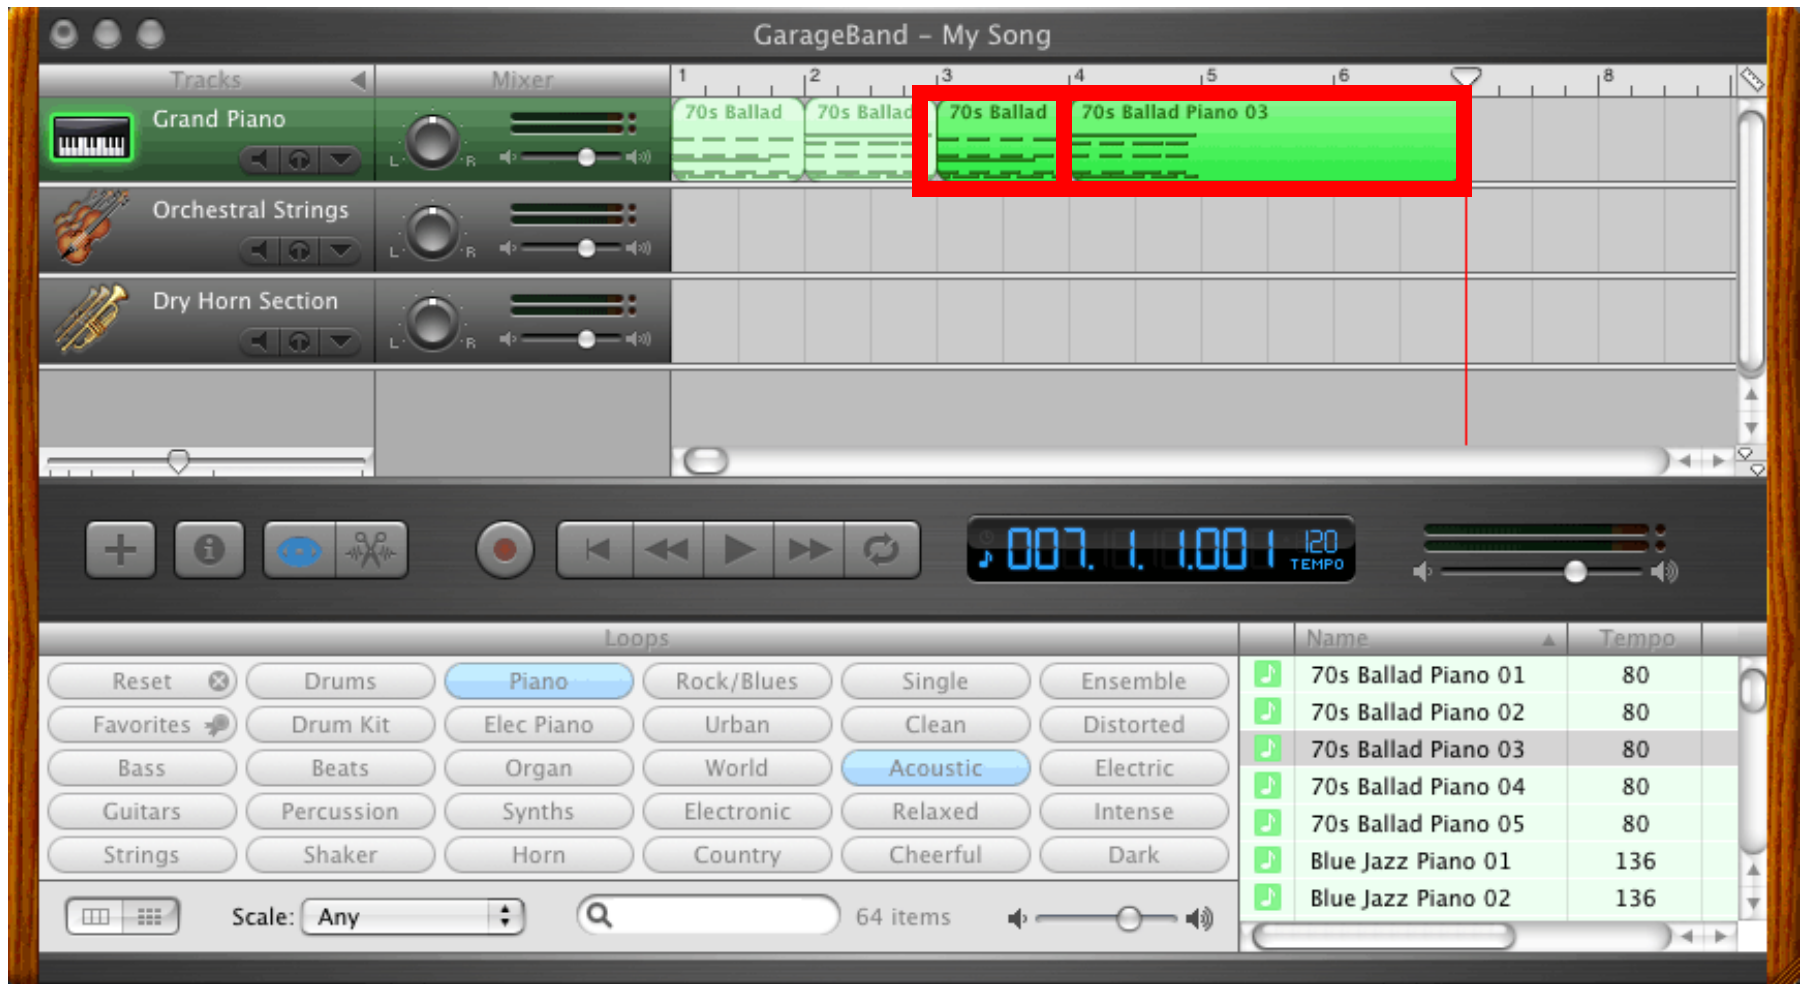 GarageBand – My Song
Tracks Mixer 1 2 3 4 5 6 8
Grand Piano
L R
70s Ballad 70s Ballad 70s Ballad 70s Ballad Piano 03
Orchestral Strings
L R
Dry Horn Section
L R
007. 1. 1.001 120
TEMPO
Loops Name Tempo
Reset Drums Piano Rock/Blues Single Ensemble
Favorites Drum Kit Elec Piano Urban Clean Distorted
Bass Beats Organ World Acoustic Electric
Guitars Percussion Synths Electronic Relaxed Intense
Strings Shaker Horn Country Cheerful Dark
Scale: Any 64 items
70s Ballad Piano 01 80
70s Ballad Piano 02 80
70s Ballad Piano 03 80
70s Ballad Piano 04 80
70s Ballad Piano 05 80
Blue Jazz Piano 01 136
Blue Jazz Piano 02 136